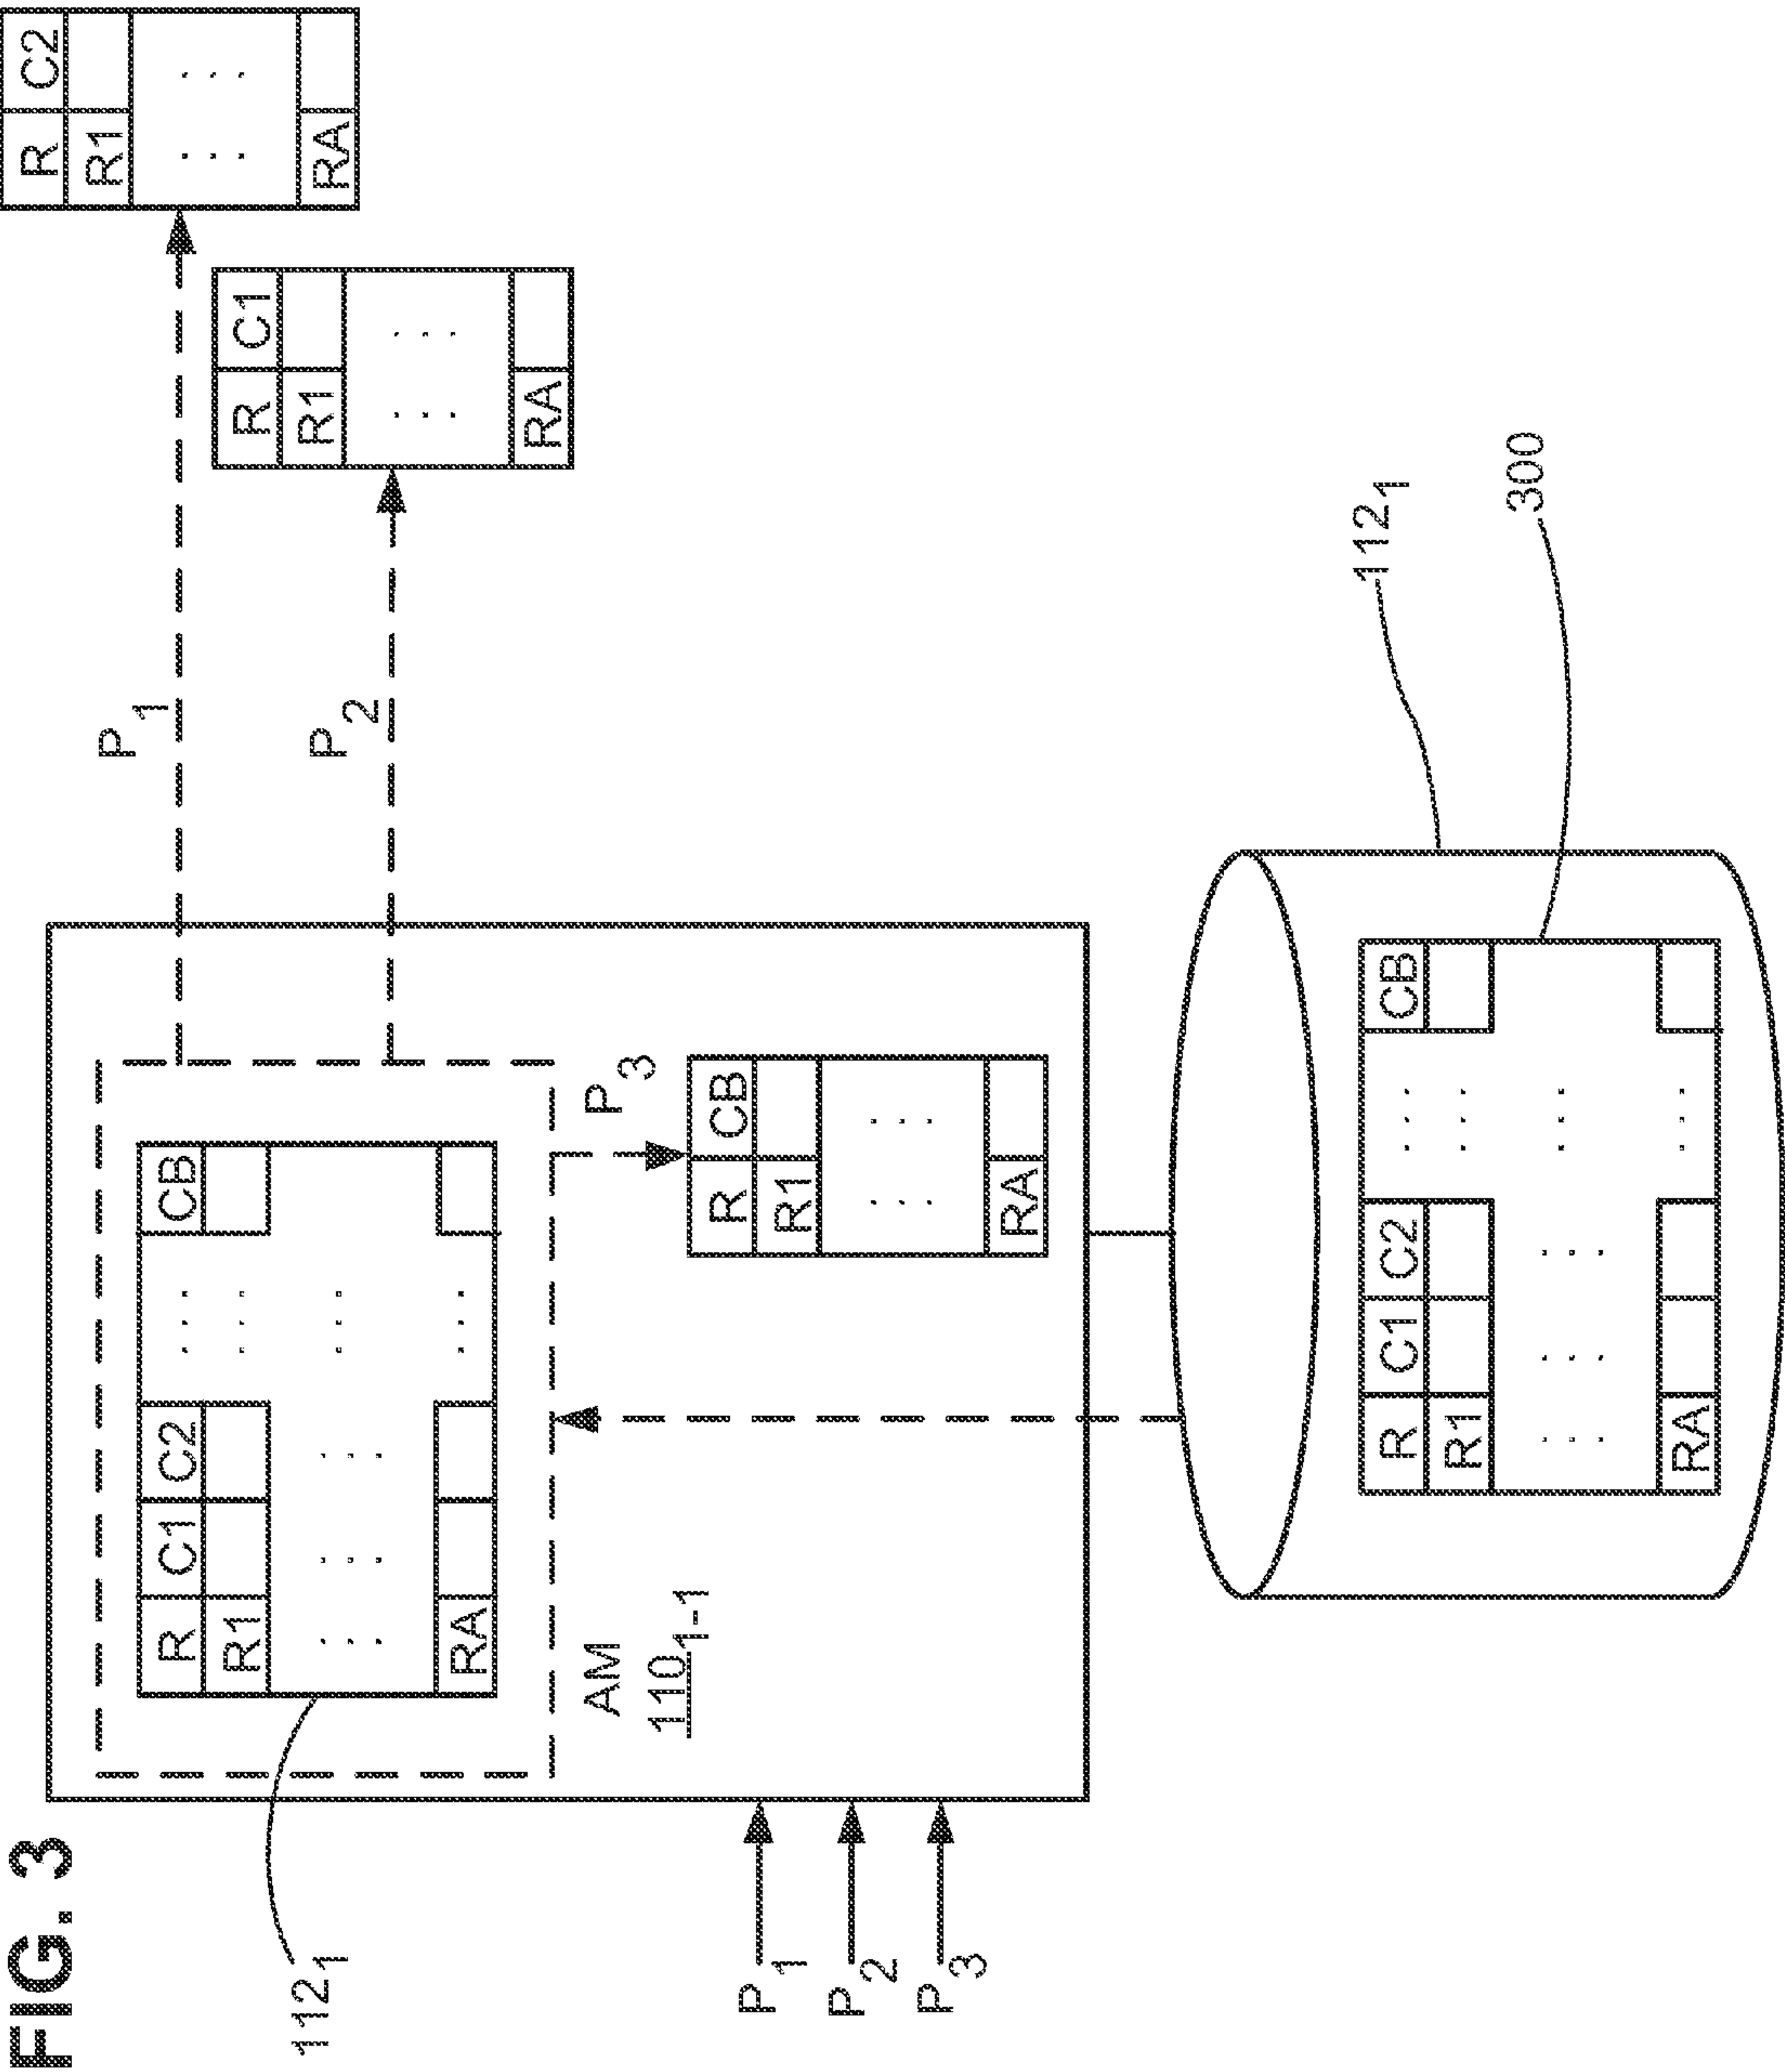 FIG. 3
112₁
R C1 C2 CB
R1
RA
AM
110₁₋₁
P₁
P₂
P₃
P₁
R C2
R1
RA
P₂
R C1
R1
RA
P₃
R CB
R1
RA
112₁
300
R C1 C2 CB
R1
RA